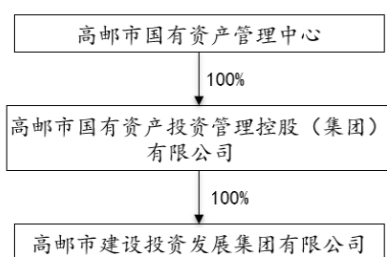 高邮市国有资产管理中心
100%
高邮市国有资产投资管理控股（集团）
有限公司
100%
高邮市建设投资发展集团有限公司